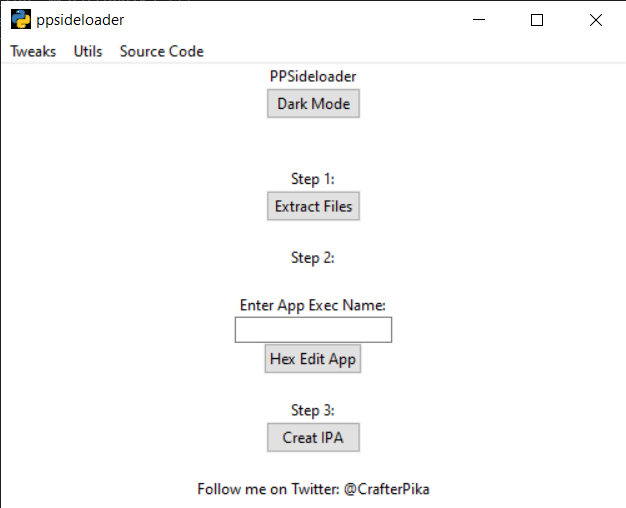 ppsideloader
Tweaks Utils Source Code
PPSideloader
Dark Mode
Step 1:
Extract Files
Step 2:
Enter App Exec Name:
Hex Edit App
Step 3:
Creat IPA
Follow me on Twitter: @CrafterPika